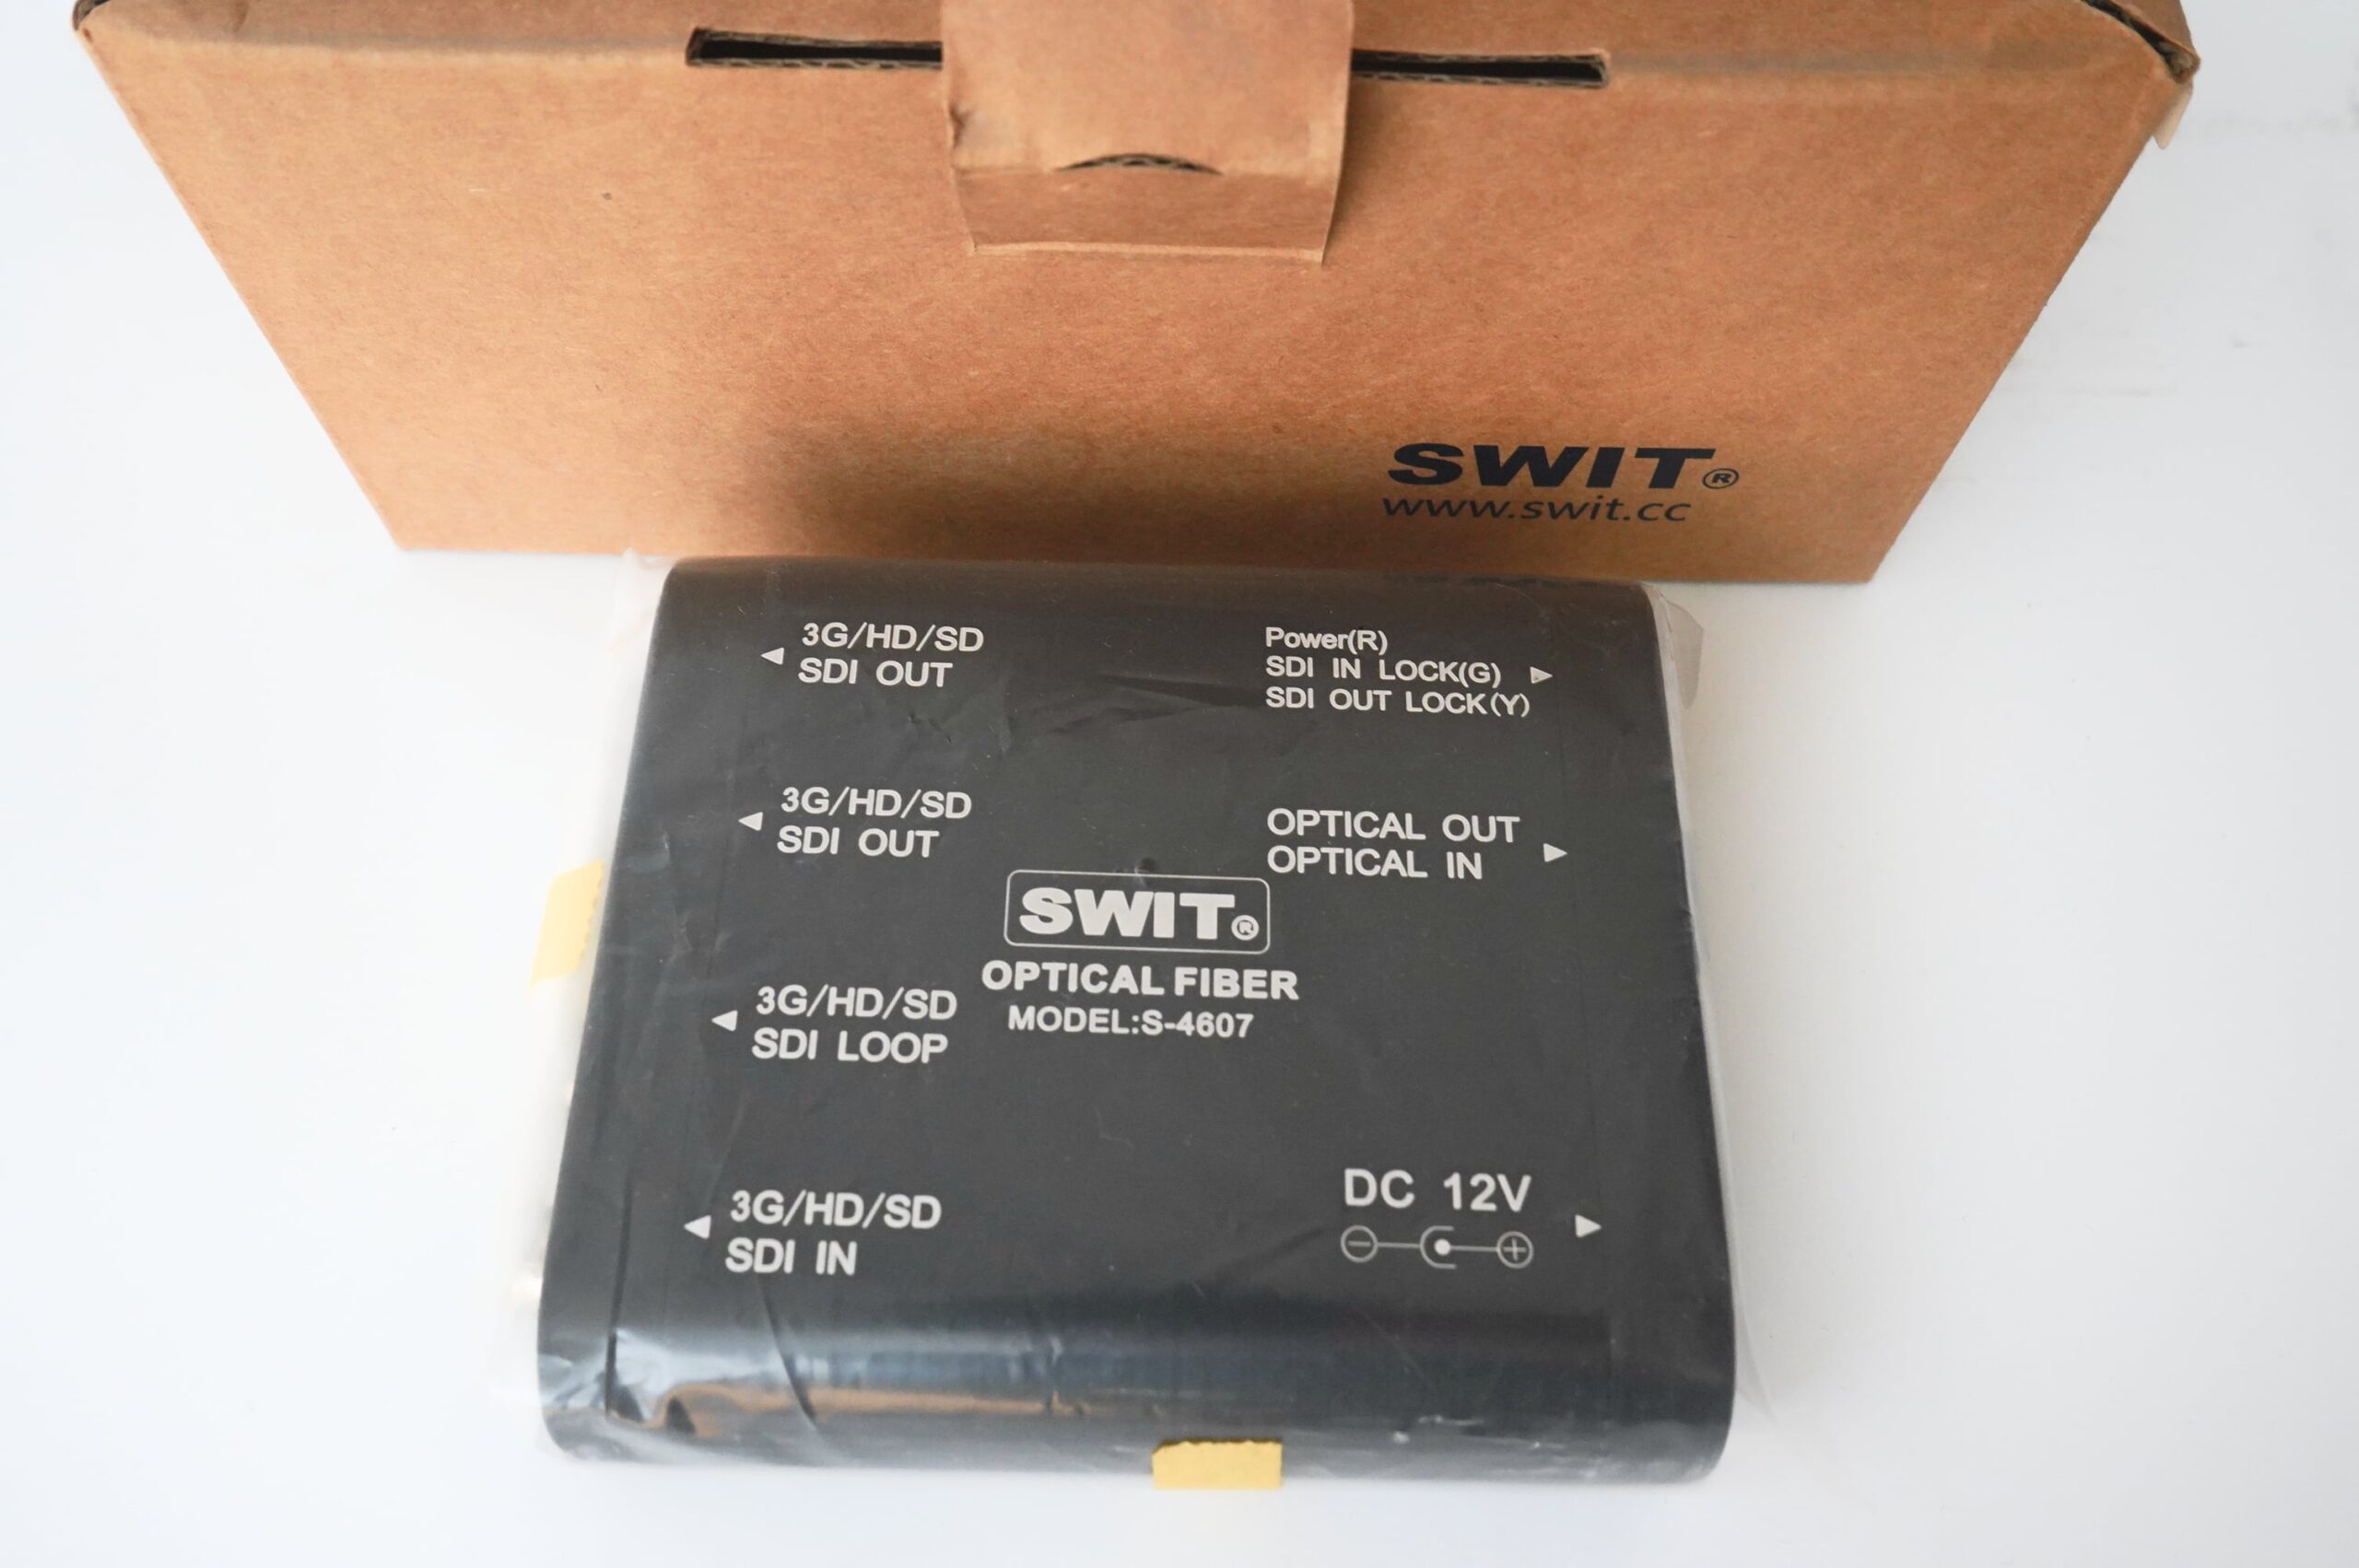 SWIT®
www.swit.cc
3G/HD/SD
SDI OUT
Power(R)
SDI IN LOCK(G)
SDI OUT LOCK(Y)
3G/HD/SD
SDI OUT
OPTICAL OUT
OPTICAL IN
SWIT®
OPTICAL FIBER
MODEL:S-4607
3G/HD/SD
SDI LOOP
3G/HD/SD
SDI IN
DC 12V